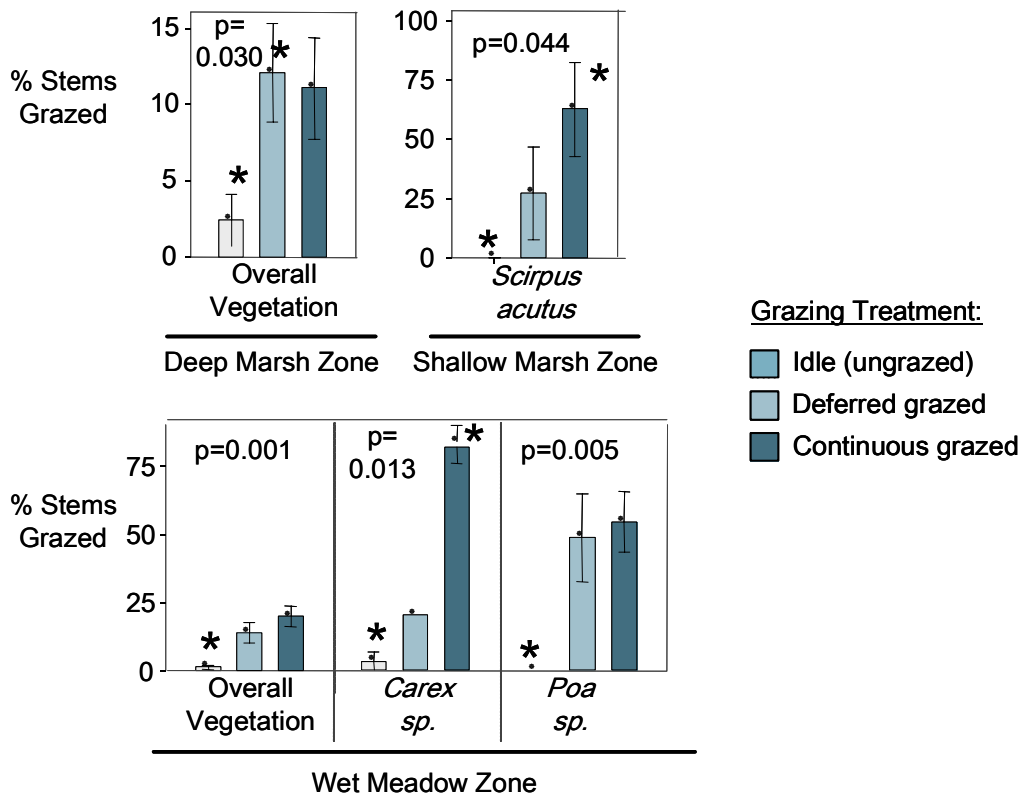 15
10
5
0
% Stems
Grazed
p=
0.030
*
*
Overall
Vegetation
Deep Marsh Zone
100
75
50
25
0
p=0.044
*
*
Scirpus
acutus
Shallow Marsh Zone
Grazing Treatment:
Idle (ungrazed)
Deferred grazed
Continuous grazed
% Stems
Grazed
75
50
25
0
p=0.001
*
Overall
Vegetation
p=
0.013
*
*
Carex
sp.
p=0.005
*
Poa
sp.
Wet Meadow Zone